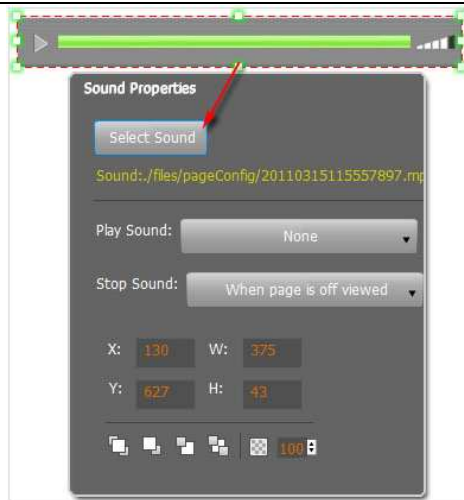 Sound Properties
Select Sound
Sound:./files/pageConfig/20110315115557897.mp
Play Sound: None
Stop Sound: When page is off viewed
X: 130 W: 375
Y: 627 H: 43
100